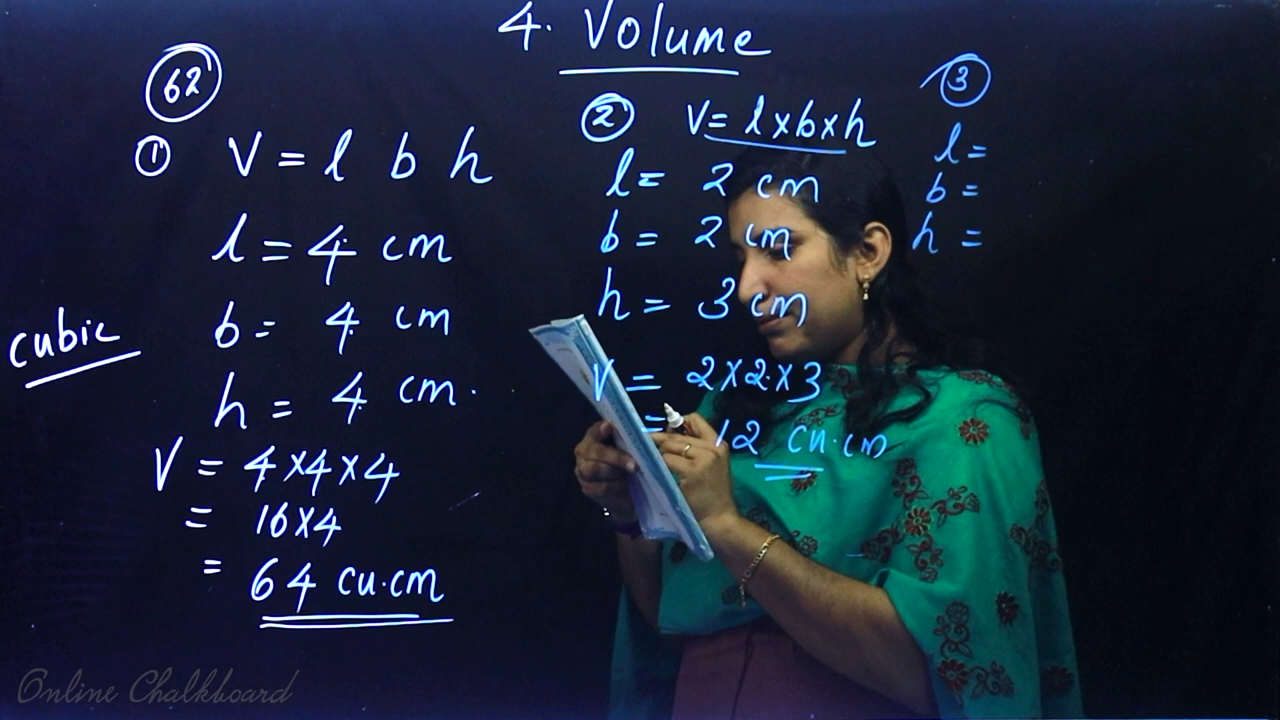 4. Volume
62
① V = l b h
l = 4 cm
b = 4 cm
cubic
h = 4 cm.
V = 4×4×4
= 16×4
= 64 cu.cm
② V= l×b×h
l= 2 cm
b = 2 cm
h = 3 cm
V = 2×2×3
= 12 cu.cm
③
l=
b =
h =
Online Chalkboard